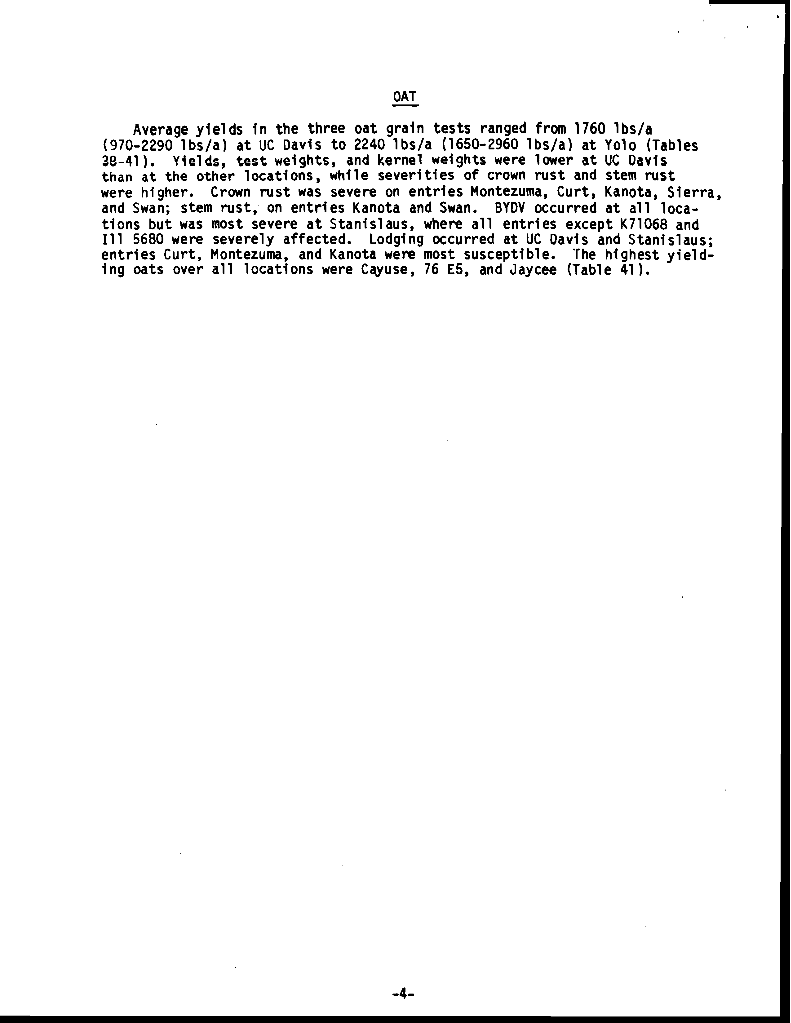 OAT
Average yields in the three oat grain tests ranged from 1760 lbs/a
(970-2290 lbs/a) at UC Davis to 2240 lbs/a (1650-2960 lbs/a) at Yolo (Tables
38-41). Yields, test weights, and kernel weights were lower at UC Davis
than at the other locations, while severities of crown rust and stem rust
were higher. Crown rust was severe on entries Montezuma, Curt, Kanota, Sierra,
and Swan; stem rust, on entries Kanota and Swan. BYDV occurred at all loca-
tions but was most severe at Stanislaus, where all entries except K71068 and
Ill 5680 were severely affected. Lodging occurred at UC Davis and Stanislaus;
entries Curt, Montezuma, and Kanota were most susceptible. The highest yield-
ing oats over all locations were Cayuse, 76 E5, and Jaycee (Table 41).
-4-